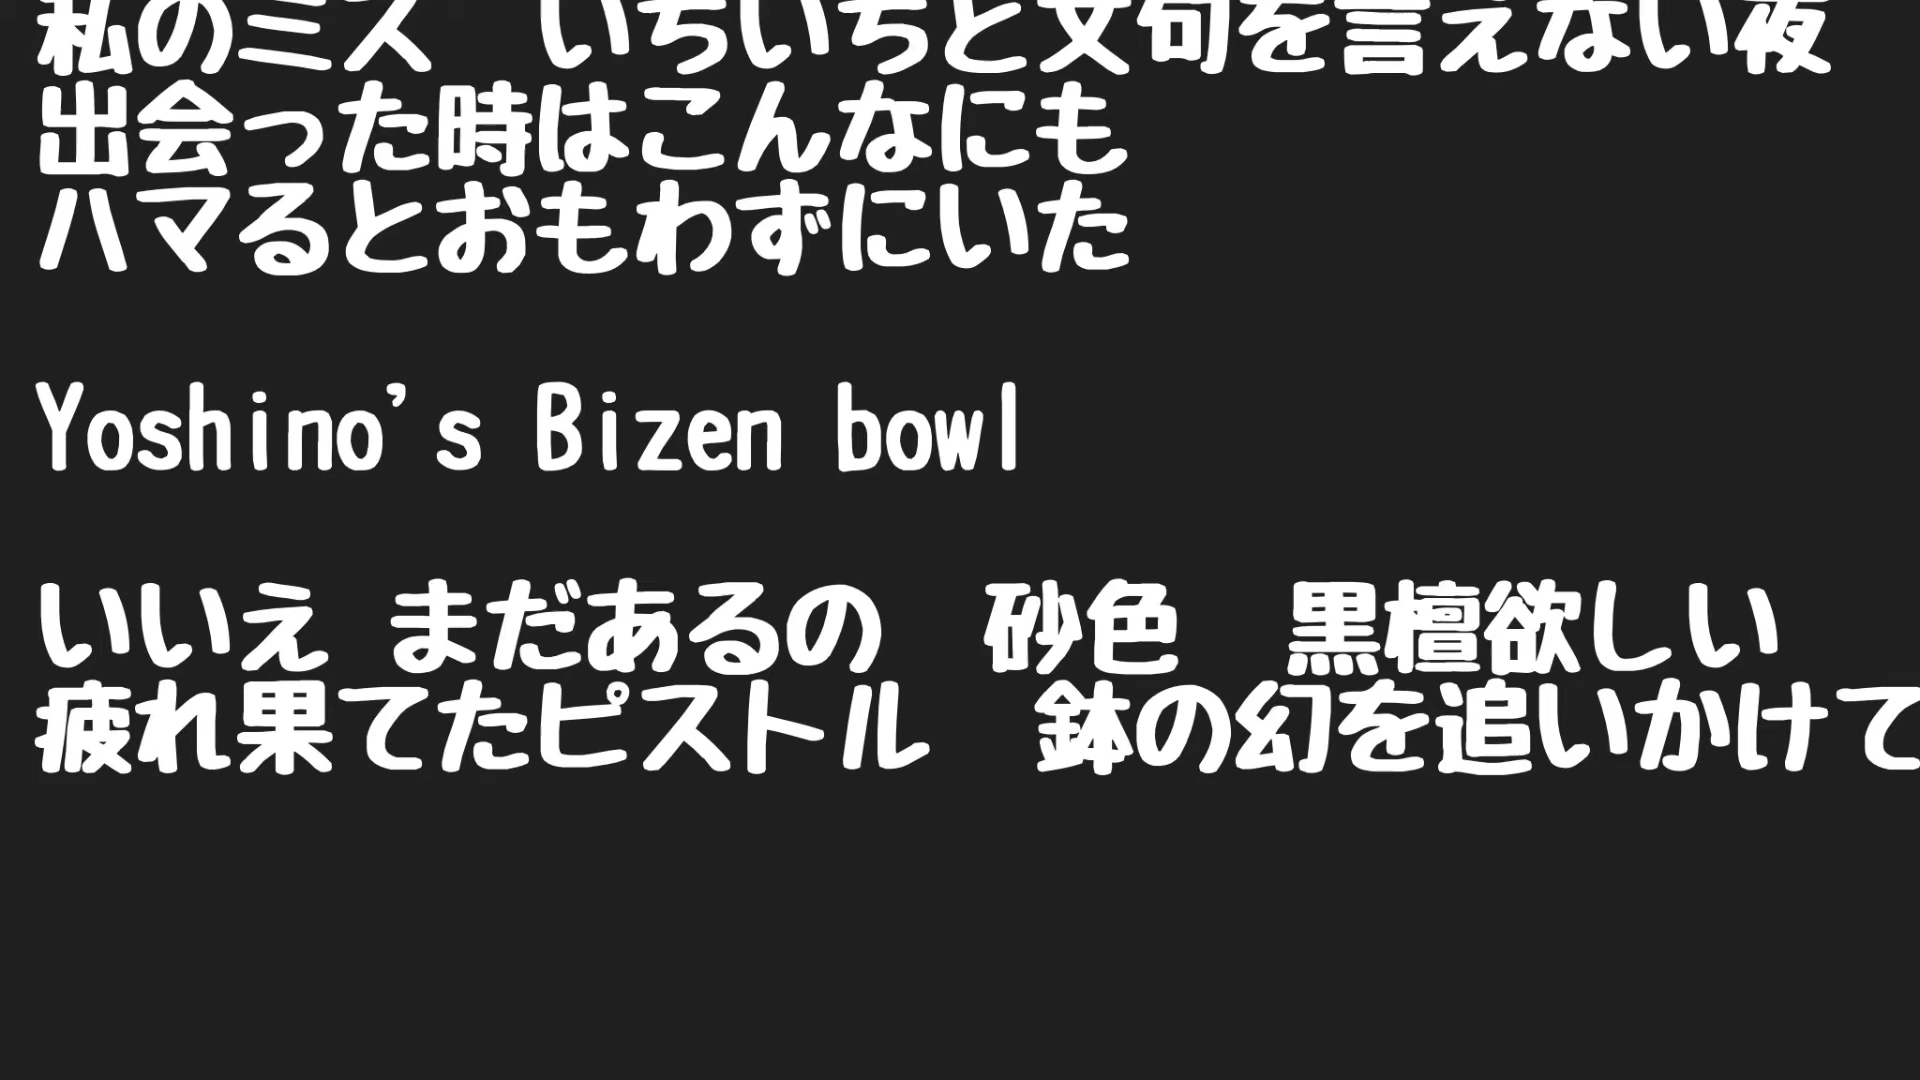 私のミス　いちいちと文句を言えない夜
出会った時はこんなにも
ハマるとおもわずにいた
Yoshino's Bizen bowl
いいえ まだあるの　砂色　黒檀欲しい
疲れ果てたピストル　鉢の幻を追いかけて